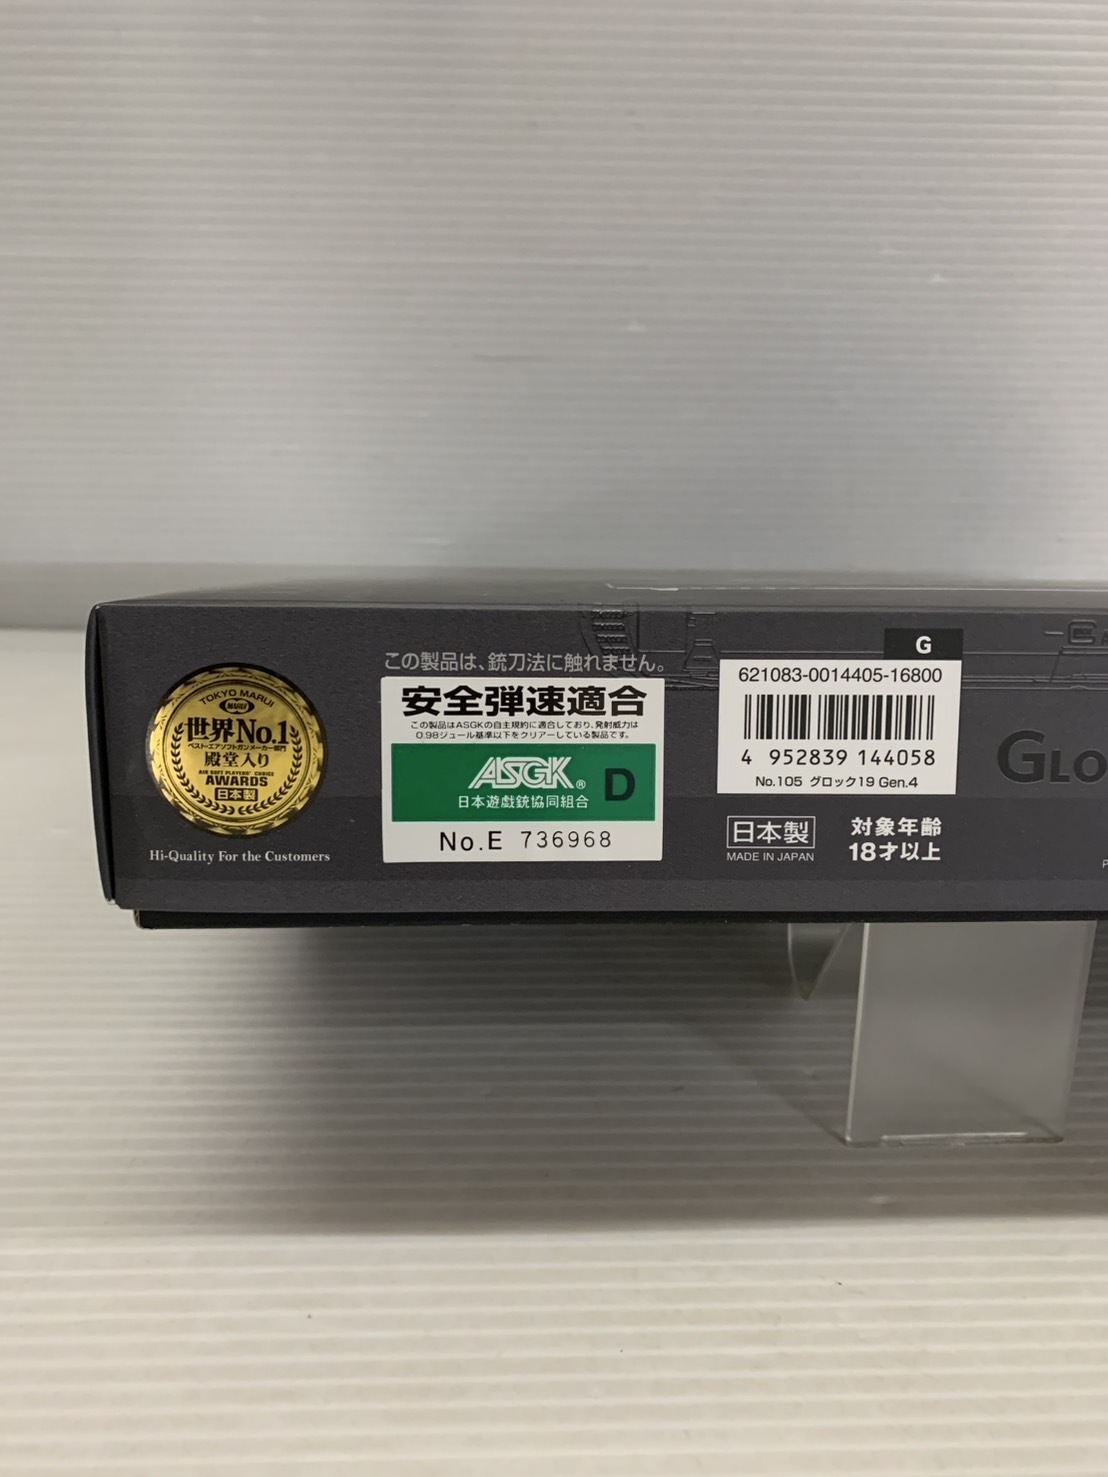 TOKYO MARUI
MARUI
世界No.1
ベスト・エアソフトガンメーカー部門
殿堂入り
AIR SOFT PLAYERS' CHOICE
AWARDS
日本製
Hi-Quality For the Customers
この製品は、銃刀法に触れません。
安全弾速適合
この製品はASGKの自主規約に適合しており、発射威力は
0.98ジュール基準以下をクリアーしている製品です。
ASGK® D
日本遊戯銃協同組合
No.E 736968
G
621083-0014405-16800
4 952839 144058
No.105 グロック19 Gen.4
日本製
MADE IN JAPAN
対象年齢
18才以上
GLO